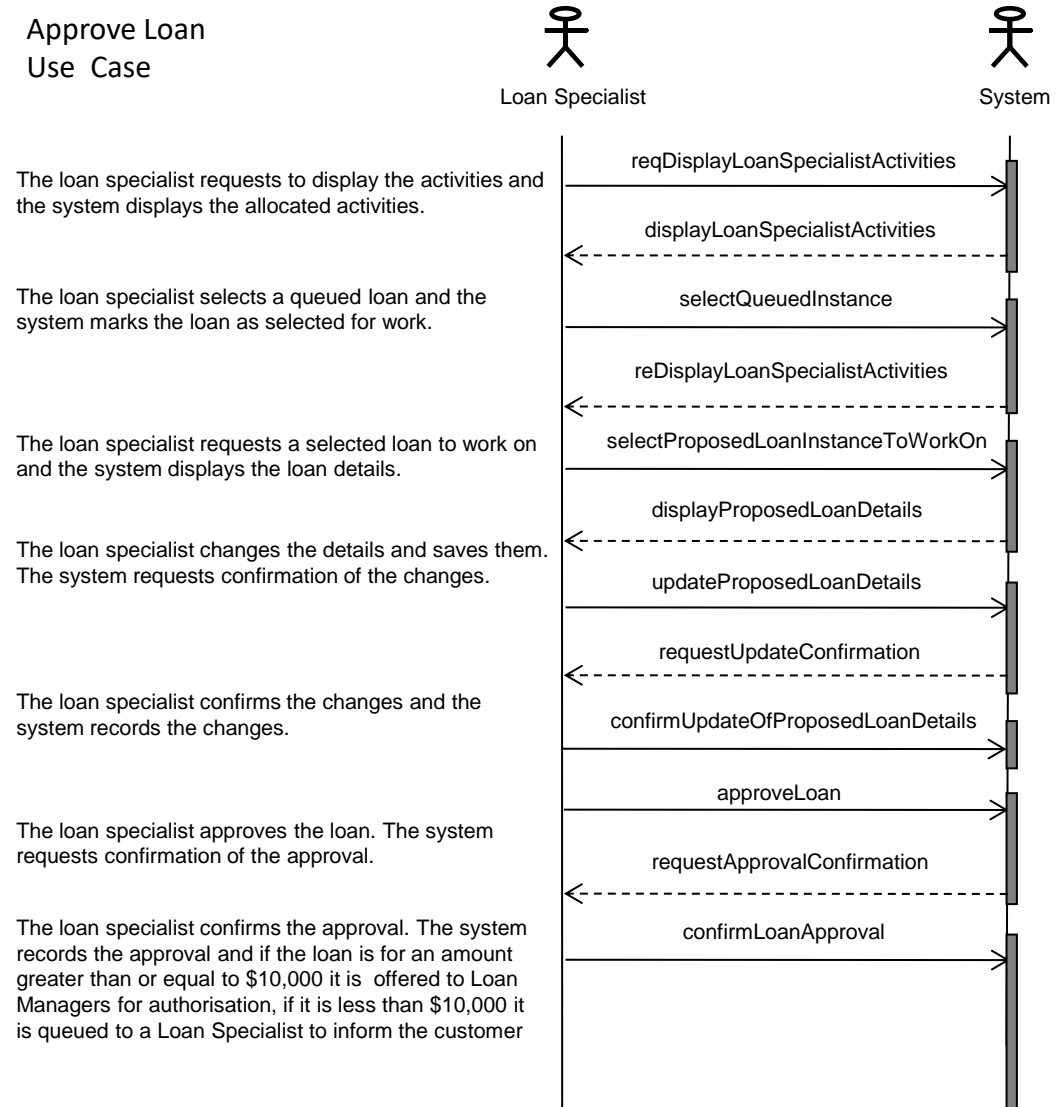 Approve Loan
Use Case
Loan Specialist
System
reqDisplayLoanSpecialistActivities
The loan specialist requests to display the activities and
the system displays the allocated activities.
displayLoanSpecialistActivities
The loan specialist selects a queued loan and the
system marks the loan as selected for work.
selectQueuedInstance
reDisplayLoanSpecialistActivities
The loan specialist requests a selected loan to work on
and the system displays the loan details.
selectProposedLoanInstanceToWorkOn
displayProposedLoanDetails
The loan specialist changes the details and saves them.
The system requests confirmation of the changes.
updateProposedLoanDetails
requestUpdateConfirmation
The loan specialist confirms the changes and the
system records the changes.
confirmUpdateOfProposedLoanDetails
approveLoan
The loan specialist approves the loan. The system
requests confirmation of the approval.
requestApprovalConfirmation
The loan specialist confirms the approval. The system
records the approval and if the loan is for an amount
greater than or equal to $10,000 it is offered to Loan
Managers for authorisation, if it is less than $10,000 it
is queued to a Loan Specialist to inform the customer
confirmLoanApproval